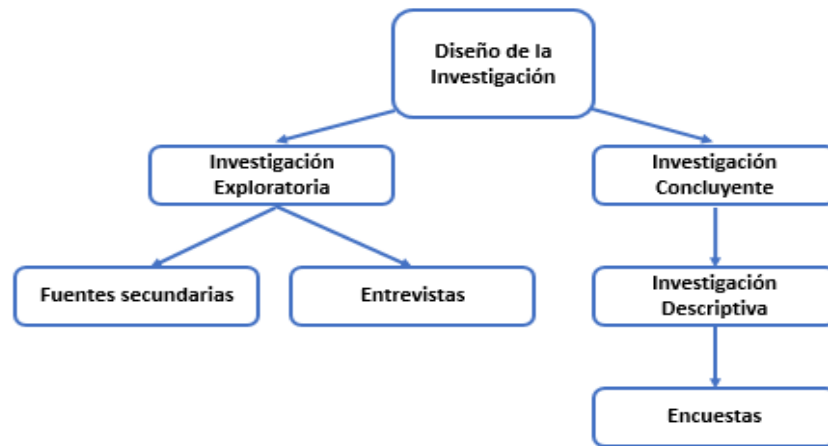 Diseño de la
Investigación
Investigación
Exploratoria
Investigación
Concluyente
Fuentes secundarias
Entrevistas
Investigación
Descriptiva
Encuestas